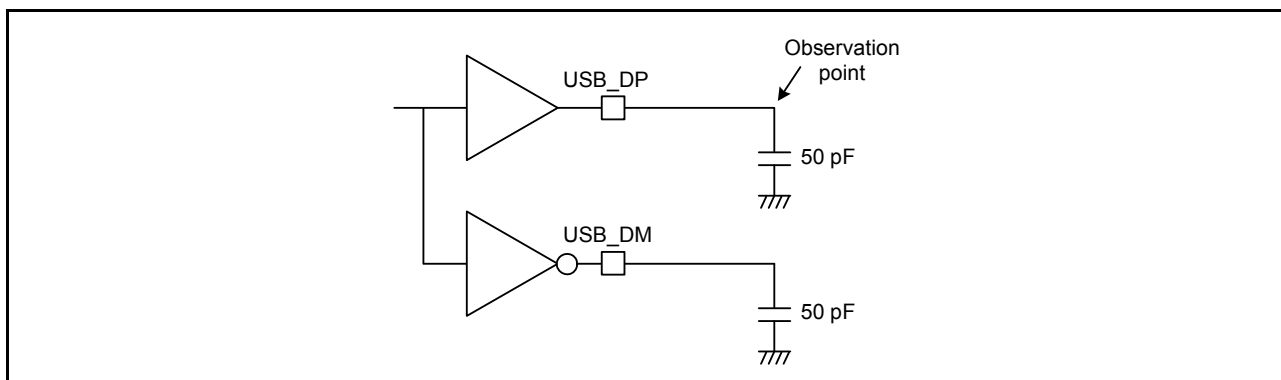 Observation
point
USB_DP
50 pF
USB_DM
50 pF